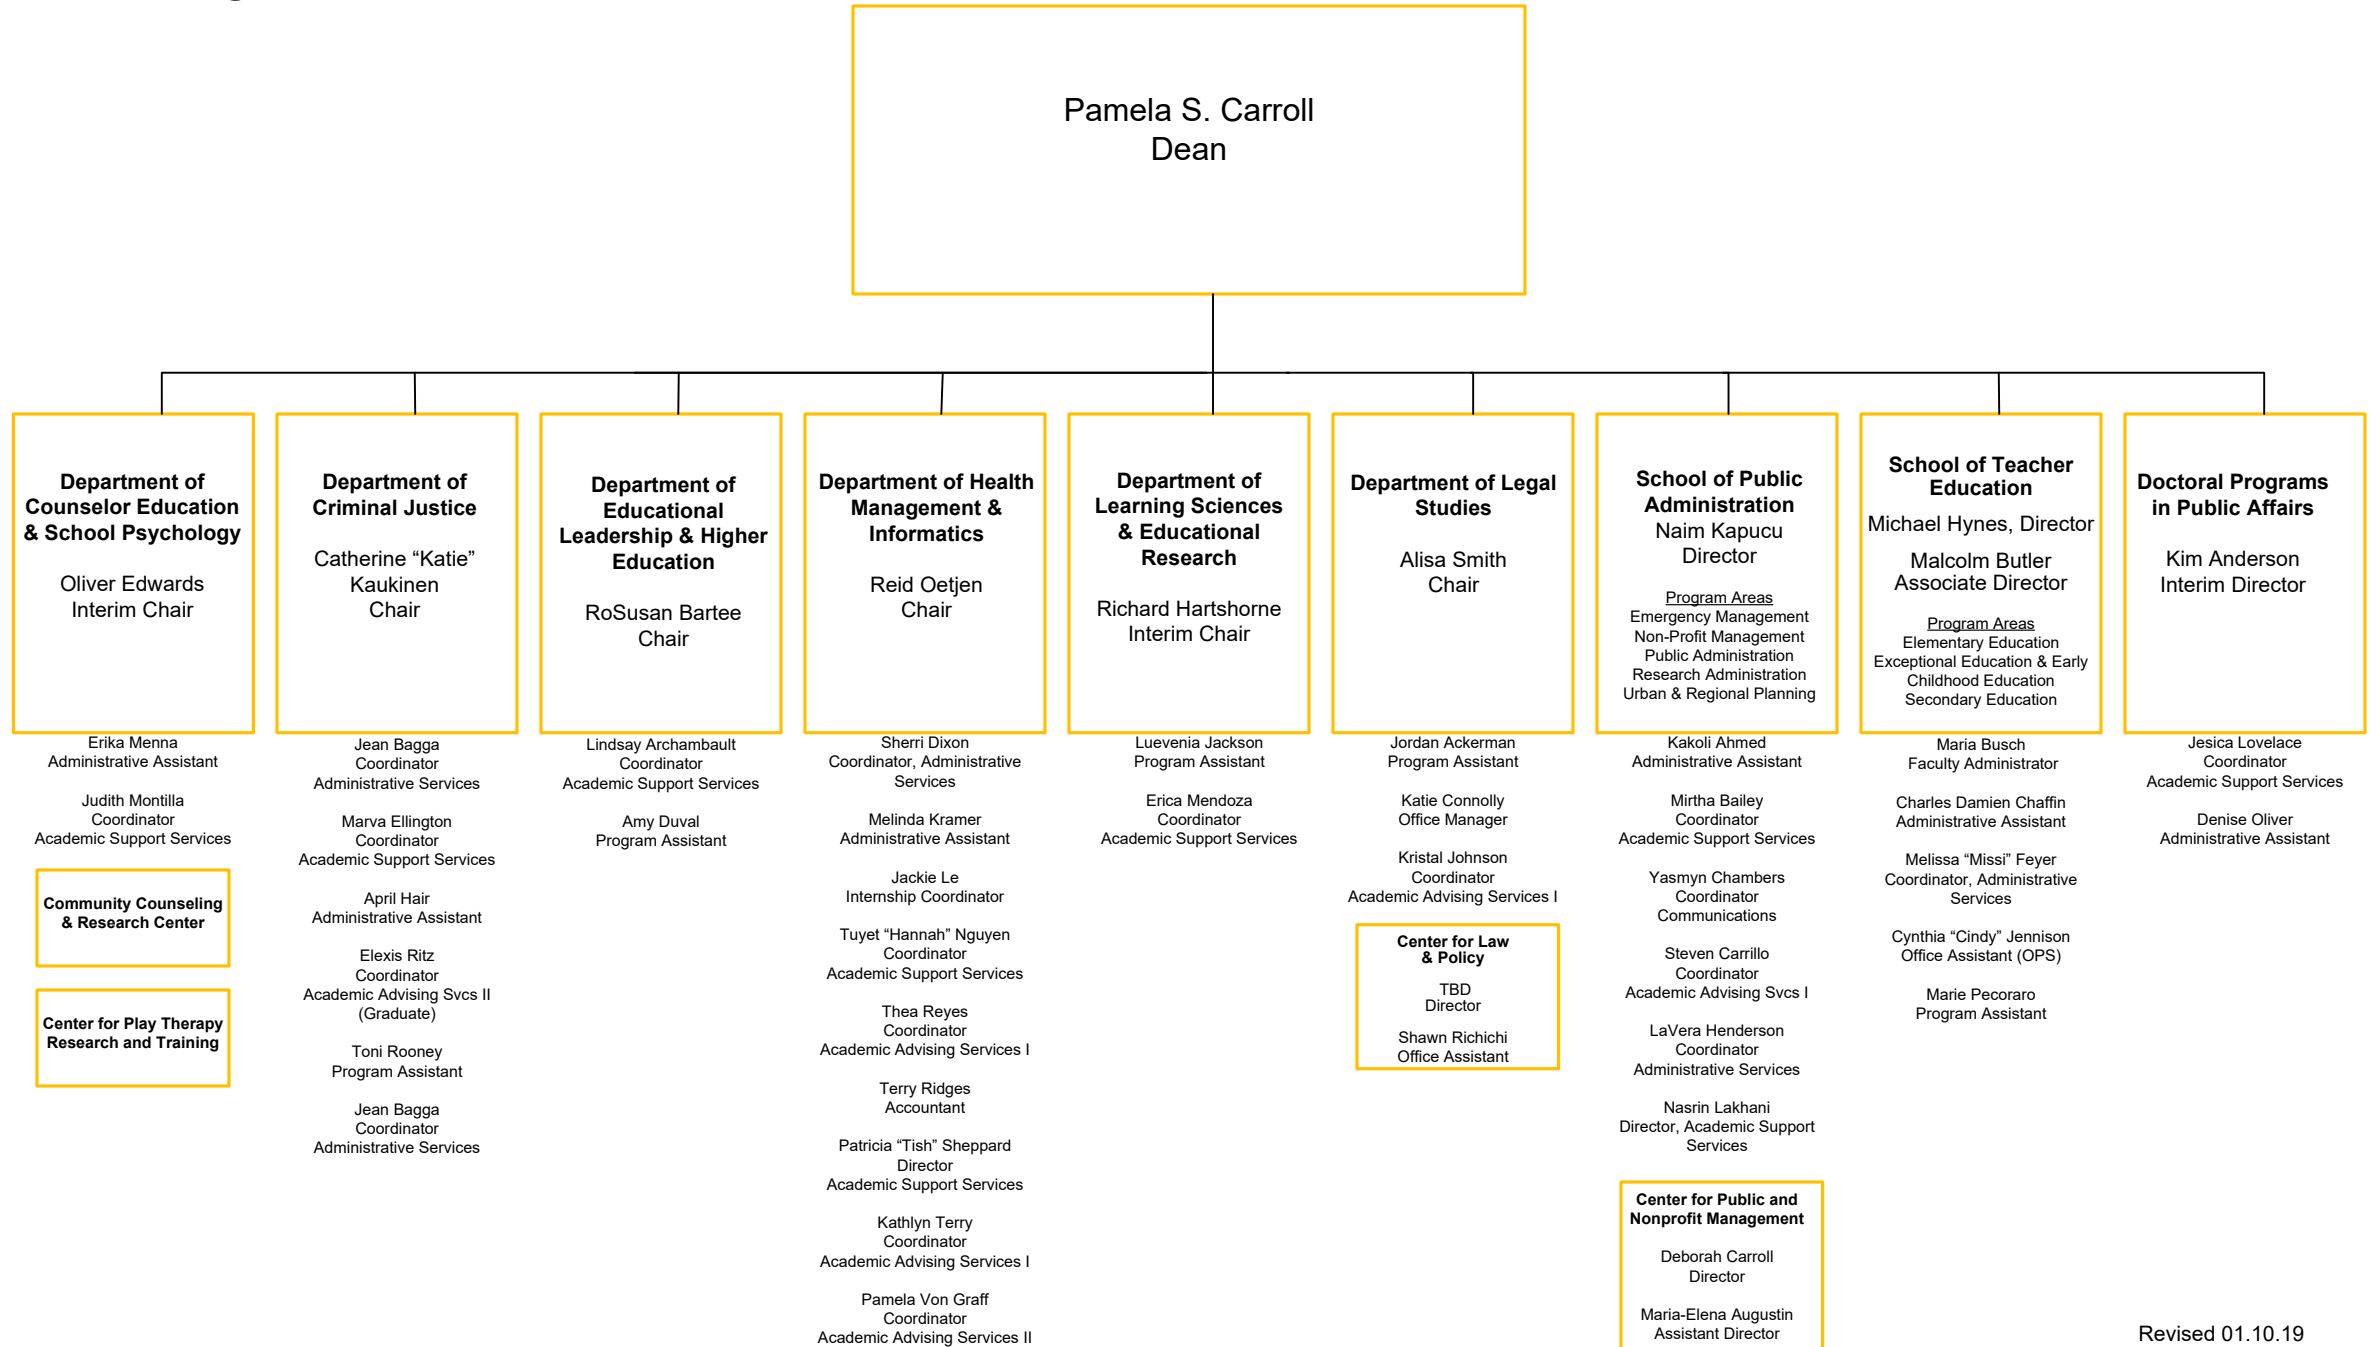 Pamela S. Carroll
Dean
Department of
Counselor Education
& School Psychology
Oliver Edwards
Interim Chair
Erika Menna
Administrative Assistant
Judith Montilla
Coordinator
Academic Support Services
Community Counseling
& Research Center
Center for Play Therapy
Research and Training
Department of
Criminal Justice
Catherine “Katie”
Kaukinen
Chair
Jean Bagga
Coordinator
Administrative Services
Marva Ellington
Coordinator
Academic Support Services
April Hair
Administrative Assistant
Elexis Ritz
Coordinator
Academic Advising Svcs II
(Graduate)
Toni Rooney
Program Assistant
Jean Bagga
Coordinator
Administrative Services
Department of
Educational
Leadership & Higher
Education
RoSusan Bartee
Chair
Lindsay Archambault
Coordinator
Academic Support Services
Amy Duval
Program Assistant
Department of Health
Management &
Informatics
Reid Oetjen
Chair
Sherri Dixon
Coordinator, Administrative
Services
Melinda Kramer
Administrative Assistant
Jackie Le
Internship Coordinator
Tuyet “Hannah” Nguyen
Coordinator
Academic Support Services
Thea Reyes
Coordinator
Academic Advising Services I
Terry Ridges
Accountant
Patricia “Tish” Sheppard
Director
Academic Support Services
Kathlyn Terry
Coordinator
Academic Advising Services I
Pamela Von Graff
Coordinator
Academic Advising Services II
Department of
Learning Sciences
& Educational
Research
Richard Hartshorne
Interim Chair
Luevenia Jackson
Program Assistant
Erica Mendoza
Coordinator
Academic Support Services
Department of Legal
Studies
Alisa Smith
Chair
Jordan Ackerman
Program Assistant
Katie Connolly
Office Manager
Kristal Johnson
Coordinator
Academic Advising Services I
Center for Law
& Policy
TBD
Director
Shawn Richichi
Office Assistant
School of Public
Administration
Naim Kapucu
Director
Program Areas
Emergency Management
Non-Profit Management
Public Administration
Research Administration
Urban & Regional Planning
Kakoli Ahmed
Administrative Assistant
Mirtha Bailey
Coordinator
Academic Support Services
Yasmyn Chambers
Coordinator
Communications
Steven Carrillo
Coordinator
Academic Advising Svcs I
LaVera Henderson
Coordinator
Administrative Services
Nasrin Lakhani
Director, Academic Support
Services
Center for Public and
Nonprofit Management
Deborah Carroll
Director
Maria-Elena Augustin
Assistant Director
School of Teacher
Education
Michael Hynes, Director
Malcolm Butler
Associate Director
Program Areas
Elementary Education
Exceptional Education & Early
Childhood Education
Secondary Education
Maria Busch
Faculty Administrator
Charles Damien Chaffin
Administrative Assistant
Melissa “Missi” Feyer
Coordinator, Administrative
Services
Cynthia “Cindy” Jennison
Office Assistant (OPS)
Marie Pecoraro
Program Assistant
Doctoral Programs
in Public Affairs
Kim Anderson
Interim Director
Jesica Lovelace
Coordinator
Academic Support Services
Denise Oliver
Administrative Assistant
Revised 01.10.19